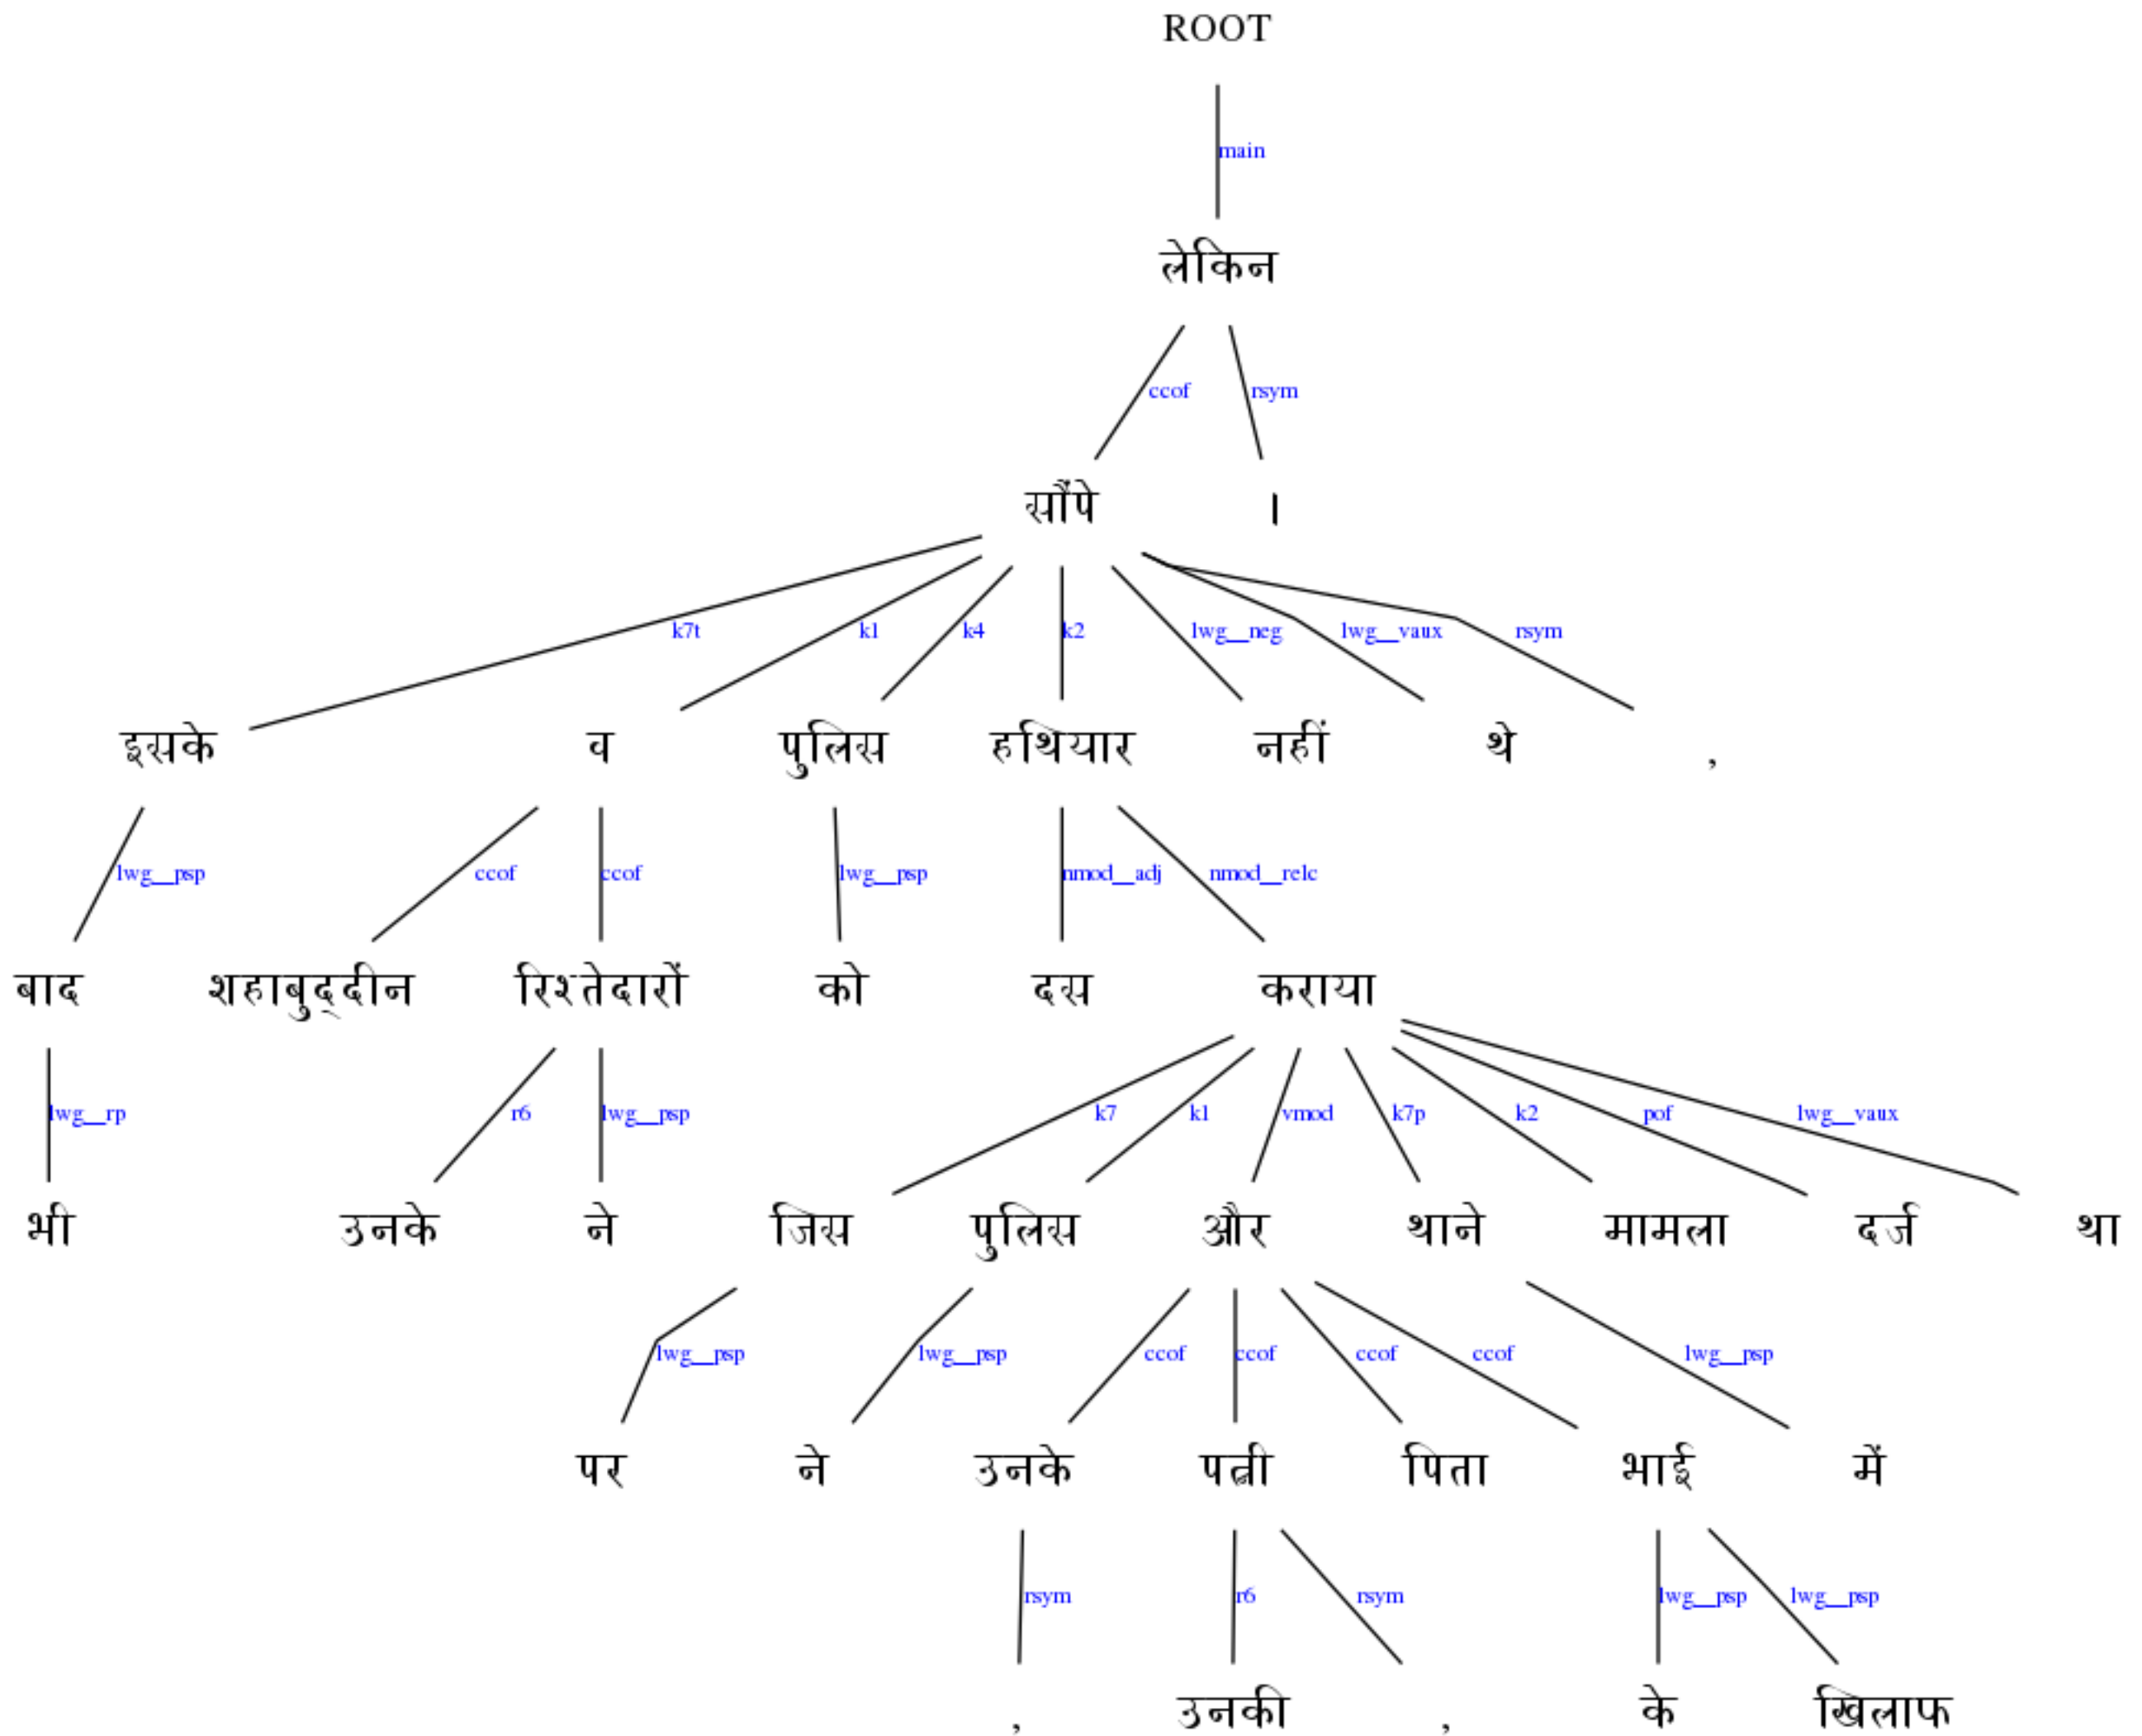 ROOT
main
लेकिन
ccof rsym
सौंपे ।
k7t k1 k4 k2 lwg__neg lwg__vaux rsym
इसके व पुलिस हथियार नहीं थे ,
lwg__psp ccof ccof lwg__psp nmod__adj nmod__relc
बाद शहाबुद्दीन रिश्तेदारों को दस कराया
lwg__rp r6 lwg__psp k7 k1 vmod k7p k2 pof lwg__vaux
भी उनके ने जिस पुलिस और थाने मामला दर्ज था
lwg__psp lwg__psp ccof ccof ccof ccof lwg__psp
पर ने उनके पत्नी पिता भाई में
rsym r6 rsym lwg__psp lwg__psp
, उनकी , के खिलाफ